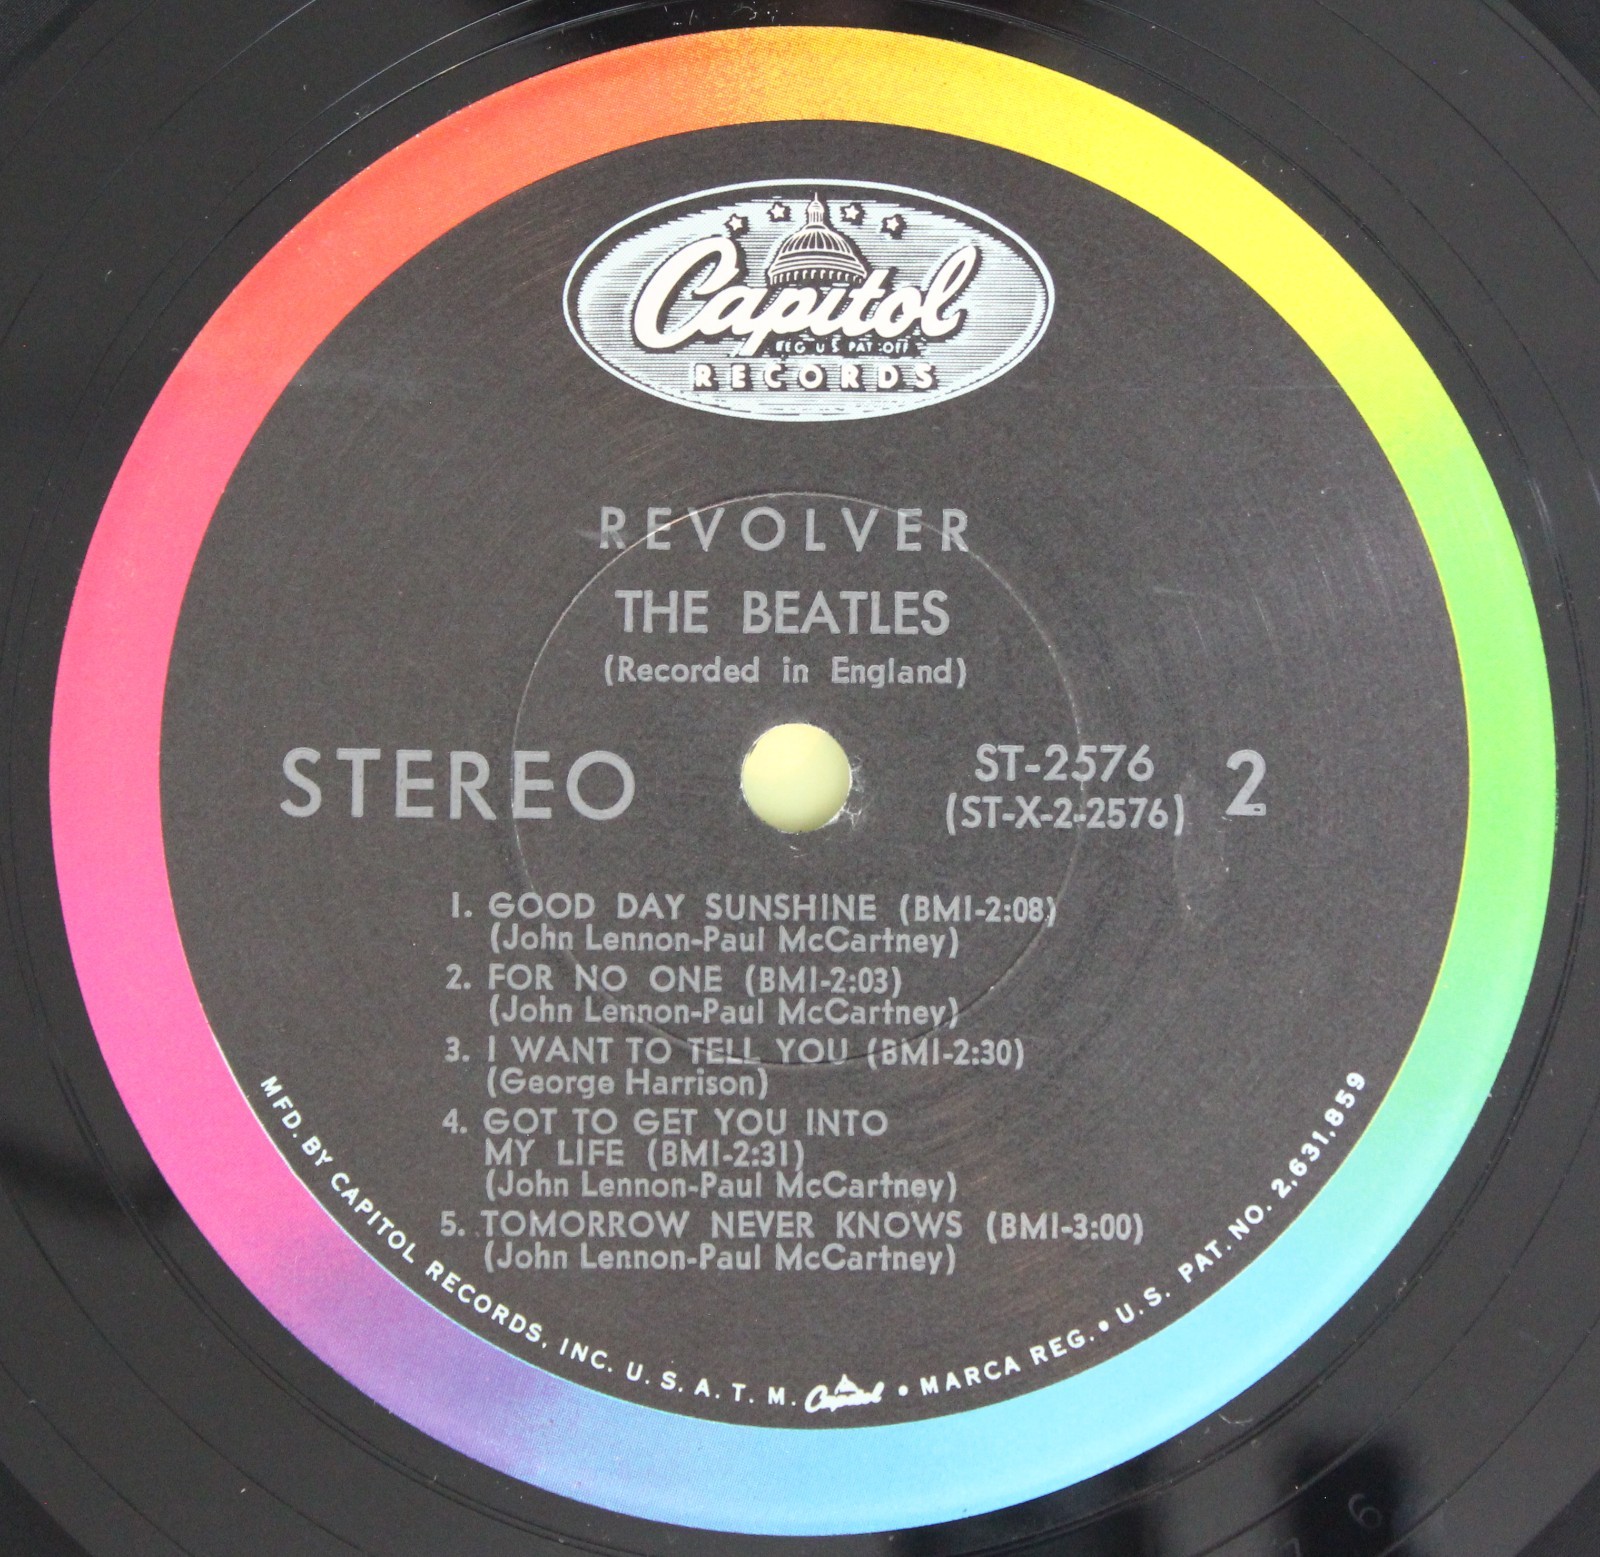 Capitol
REG. U.S. PAT. OFF.
RECORDS
REVOLVER
THE BEATLES
(Recorded in England)
STEREO
ST-2576
(ST-X-2-2576)
2
1. GOOD DAY SUNSHINE (BMI-2:08)
(John Lennon-Paul McCartney)
2. FOR NO ONE (BMI-2:03)
(John Lennon-Paul McCartney)
3. I WANT TO TELL YOU (BMI-2:30)
(George Harrison)
4. GOT TO GET YOU INTO
MY LIFE (BMI-2:31)
(John Lennon-Paul McCartney)
5. TOMORROW NEVER KNOWS (BMI-3:00)
(John Lennon-Paul McCartney)
MFD. BY CAPITOL RECORDS, INC. U.S.A. T.M. Capitol • MARCA REG. • U.S. PAT. NO. 2,631,859